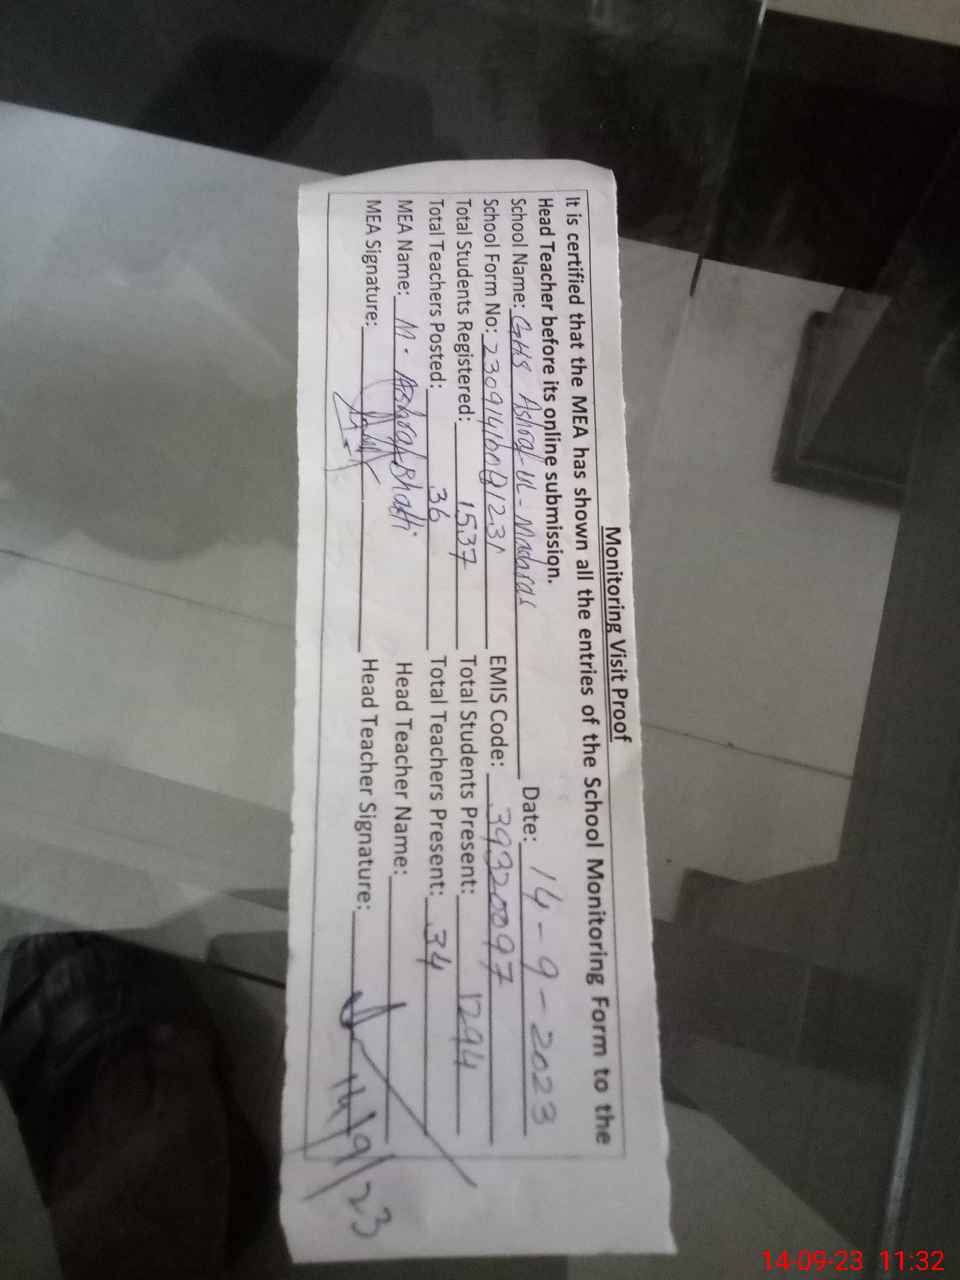 Monitoring Visit Proof
It is certified that the MEA has shown all the entries of the School Monitoring Form to the
Head Teacher before its online submission.
School Name: GHS Ashraf-ul-Madaras Date: 14-9-2023
School Form No: EMIS Code: 39320097
Total Students Registered: 1537 Total Students Present: 1294
Total Teachers Posted: 36 Total Teachers Present: 34
MEA Name: M. Ashraf Bhatti Head Teacher Name:
MEA Signature: Head Teacher Signature: 14/9/23
14-09-23 11:32